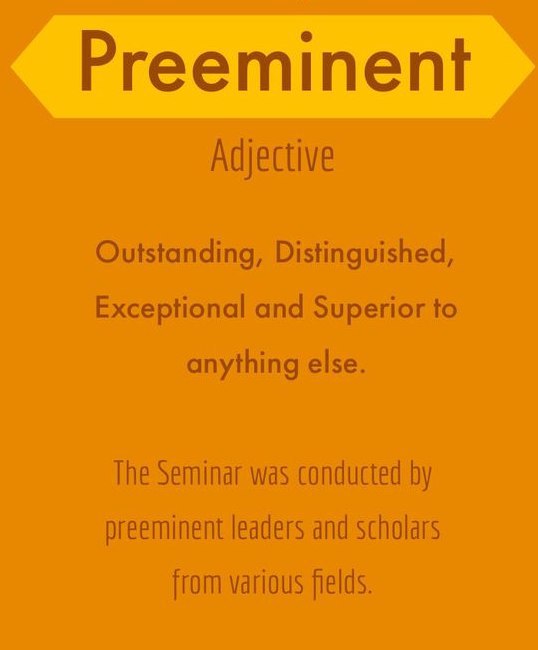 Preeminent
Adjective
Outstanding, Distinguished,
Exceptional and Superior to
anything else.
The Seminar was conducted by
preeminent leaders and scholars
from various fields.